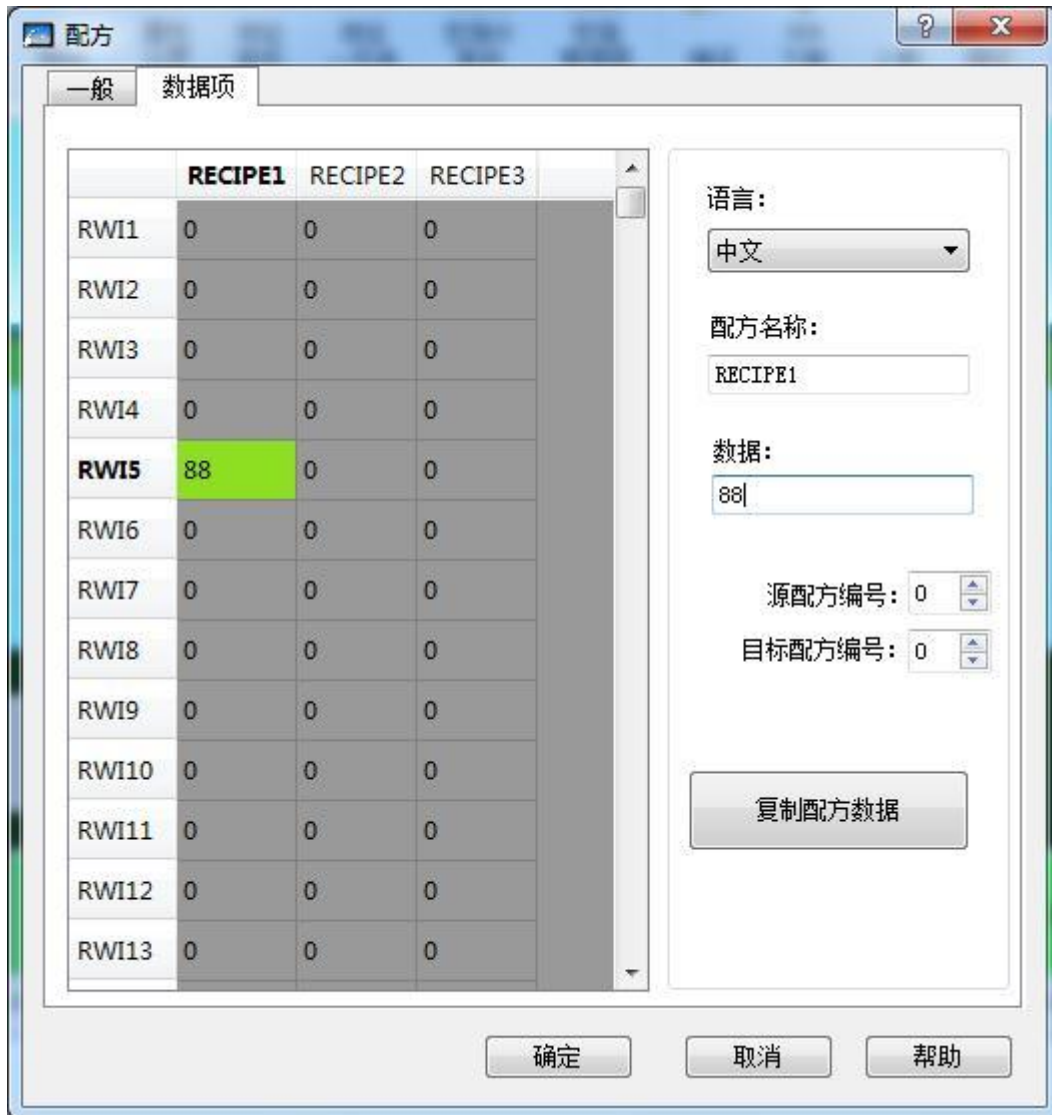 配方
一般 数据项
RECIPE1 RECIPE2 RECIPE3
RWI1 0 0 0
RWI2 0 0 0
RWI3 0 0 0
RWI4 0 0 0
RWI5 88 0 0
RWI6 0 0 0
RWI7 0 0 0
RWI8 0 0 0
RWI9 0 0 0
RWI10 0 0 0
RWI11 0 0 0
RWI12 0 0 0
RWI13 0 0 0
语言：
中文
配方名称：
RECIPE1
数据：
88
源配方编号： 0
目标配方编号： 0
复制配方数据
确定 取消 帮助